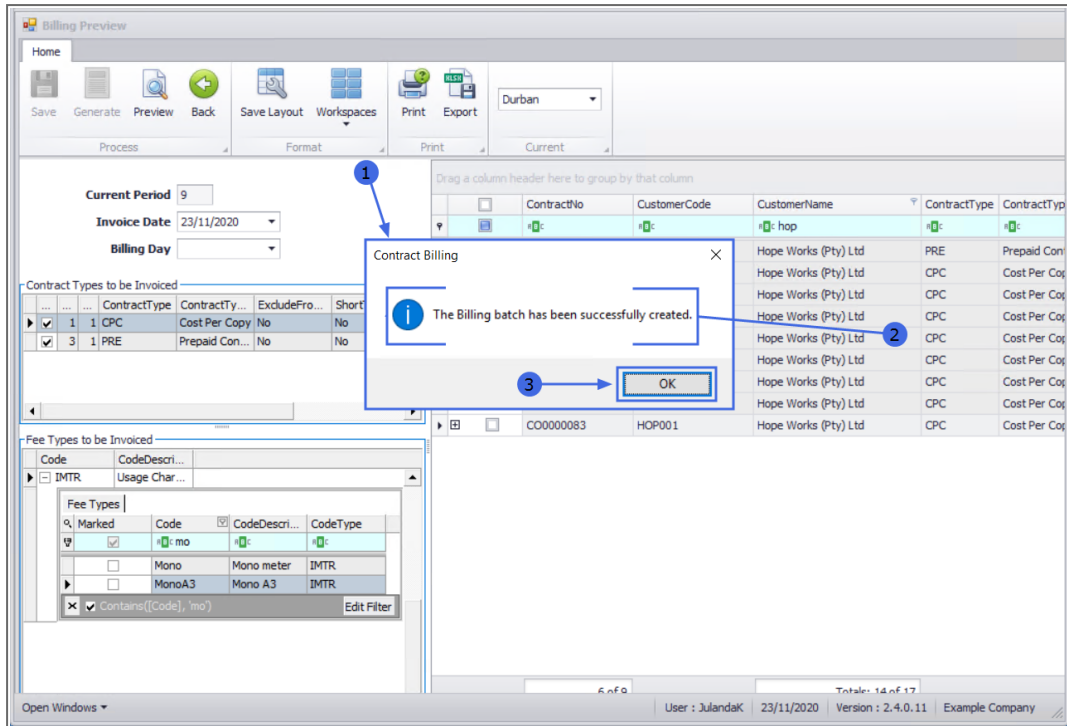 Billing Preview
Home
Save Generate Preview Back Save Layout Workspaces Print Export Durban
Process Format Print Current
1
Current Period 9
Invoice Date 23/11/2020
Billing Day
Drag a column header here to group by that column
ContractNo CustomerCode CustomerName ContractType ContractTyp
hop
Contract Billing
The Billing batch has been successfully created.
2
3
OK
Hope Works (Pty) Ltd PRE Prepaid Con
Hope Works (Pty) Ltd CPC Cost Per Cop
Hope Works (Pty) Ltd CPC Cost Per Cop
Hope Works (Pty) Ltd CPC Cost Per Cop
Hope Works (Pty) Ltd CPC Cost Per Cop
Hope Works (Pty) Ltd CPC Cost Per Cop
Hope Works (Pty) Ltd CPC Cost Per Cop
Hope Works (Pty) Ltd CPC Cost Per Cop
CO0000083 HOP001 Hope Works (Pty) Ltd CPC Cost Per Cop
Contract Types to be Invoiced
... ... ... ContractType ContractTy... ExcludeFro... Short
1 1 CPC Cost Per Copy No No
3 1 PRE Prepaid Con... No No
Fee Types to be Invoiced
Code CodeDescri...
IMTR Usage Char...
Fee Types
Marked Code CodeDescri... CodeType
mo
Mono Mono meter IMTR
MonoA3 Mono A3 IMTR
Contains([Code], 'mo') Edit Filter
6 of 9 Totals: 14 of 17
Open Windows User : JulandaK 23/11/2020 Version : 2.4.0.11 Example Company